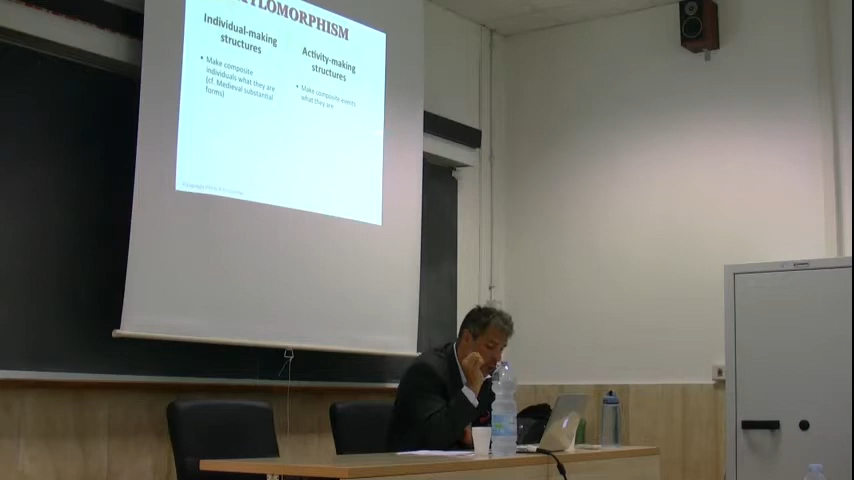 YLOMORPHISM
Individual-making
structures
• Make composite
individuals what they are
(cf. Medieval substantial
forms)
Activity-making
structures
• Make composite events
what they are